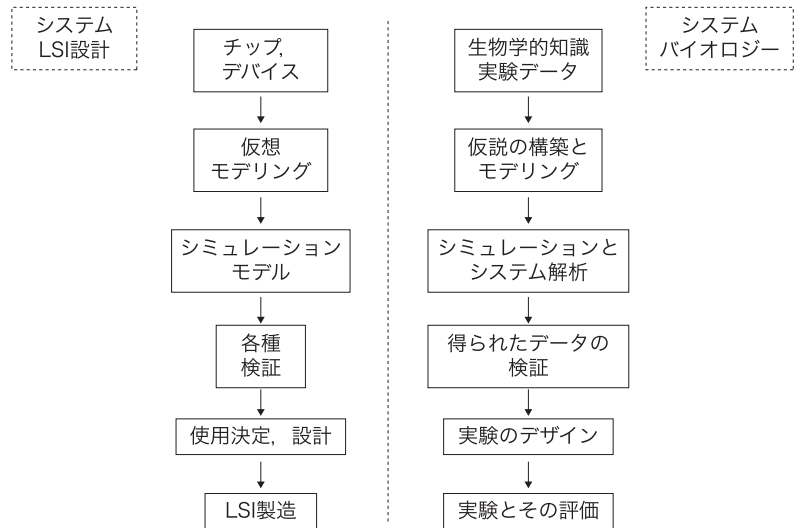 システム
LSI設計
チップ,
デバイス
仮想
モデリング
シミュレーション
モデル
各種
検証
使用決定, 設計
LSI製造
システム
バイオロジー
生物学的知識
実験データ
仮説の構築と
モデリング
シミュレーションと
システム解析
得られたデータの
検証
実験のデザイン
実験とその評価